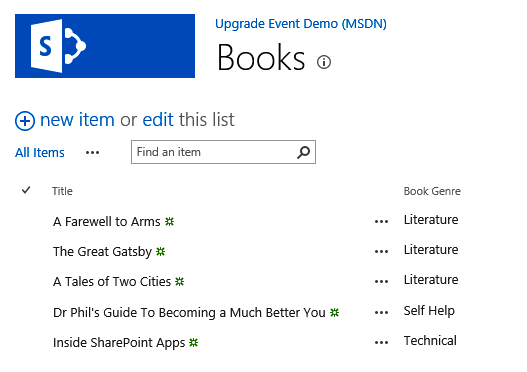 S
Upgrade Event Demo (MSDN)
Books
new item or edit this list
All Items ••• Find an item
Title Book Genre
A Farewell to Arms ••• Literature
The Great Gatsby ••• Literature
A Tales of Two Cities ••• Literature
Dr Phil's Guide To Becoming a Much Better You ••• Self Help
Inside SharePoint Apps ••• Technical